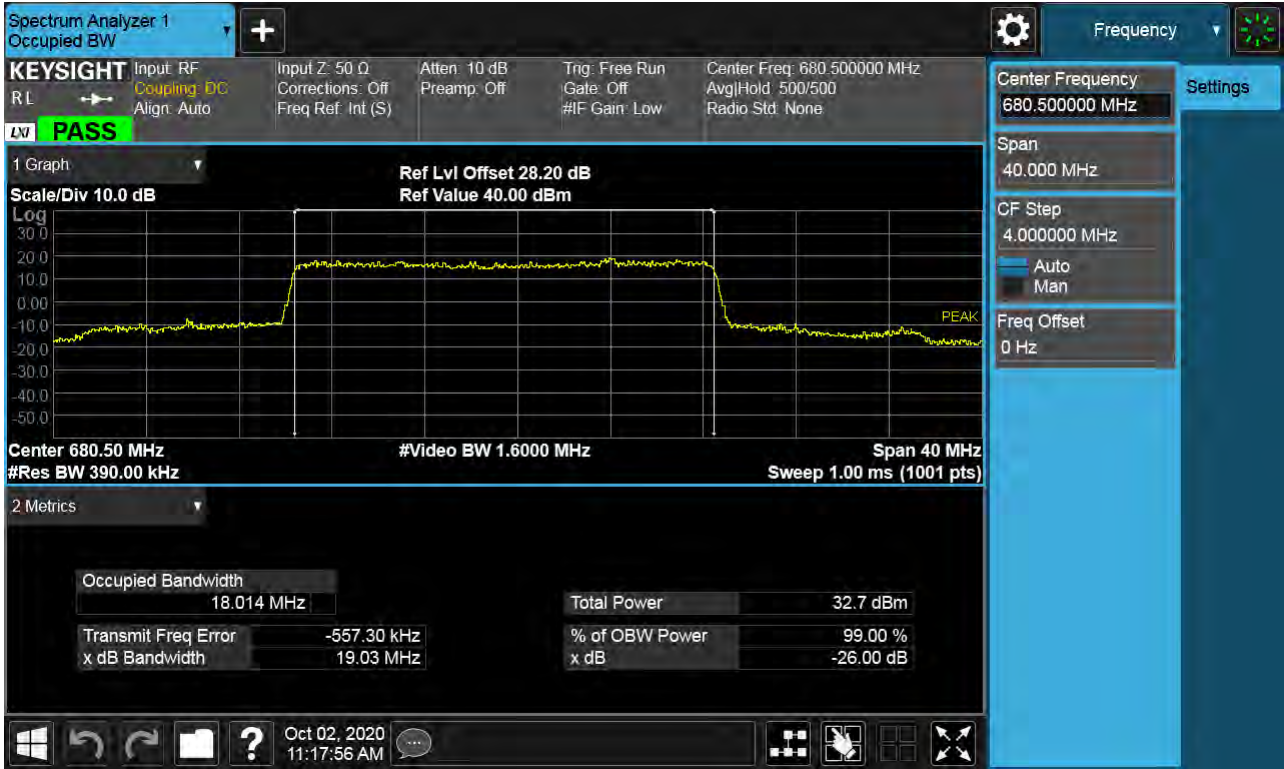 Spectrum Analyzer 1
Occupied BW
+
Frequency
KEYSIGHT
RL
LXI
PASS
Input: RF
Coupling: DC
Align: Auto
Input Z: 50 Ω
Corrections: Off
Freq Ref: Int (S)
Atten: 10 dB
Preamp: Off
Trig: Free Run
Gate: Off
#IF Gain: Low
Center Freq: 680.500000 MHz
Avg|Hold: 500/500
Radio Std: None
Center Frequency
680.500000 MHz
Settings
Span
40.000 MHz
CF Step
4.000000 MHz
Auto
Man
Freq Offset
0 Hz
1 Graph
Scale/Div 10.0 dB
Ref Lvl Offset 28.20 dB
Ref Value 40.00 dBm
Log
30.0
20.0
10.0
0.00
-10.0
-20.0
-30.0
-40.0
-50.0
PEAK
Center 680.50 MHz
#Video BW 1.6000 MHz
Span 40 MHz
#Res BW 390.00 kHz
Sweep 1.00 ms (1001 pts)
2 Metrics
Occupied Bandwidth
18.014 MHz
Total Power 32.7 dBm
Transmit Freq Error -557.30 kHz
% of OBW Power 99.00 %
x dB Bandwidth 19.03 MHz
x dB -26.00 dB
?
Oct 02, 2020
11:17:56 AM